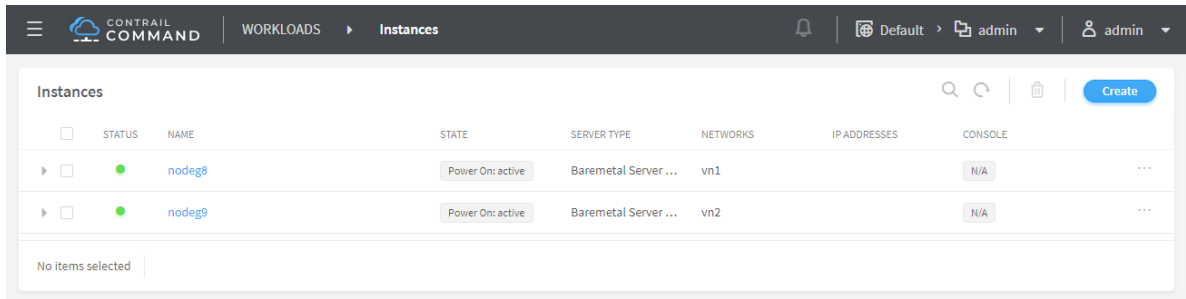 CONTRAIL COMMAND WORKLOADS Instances Default > admin admin
Instances Create
STATUS NAME STATE SERVER TYPE NETWORKS IP ADDRESSES CONSOLE
nodeg8 Power On: active Baremetal Server ... vn1 N/A ...
nodeg9 Power On: active Baremetal Server ... vn2 N/A ...
No items selected